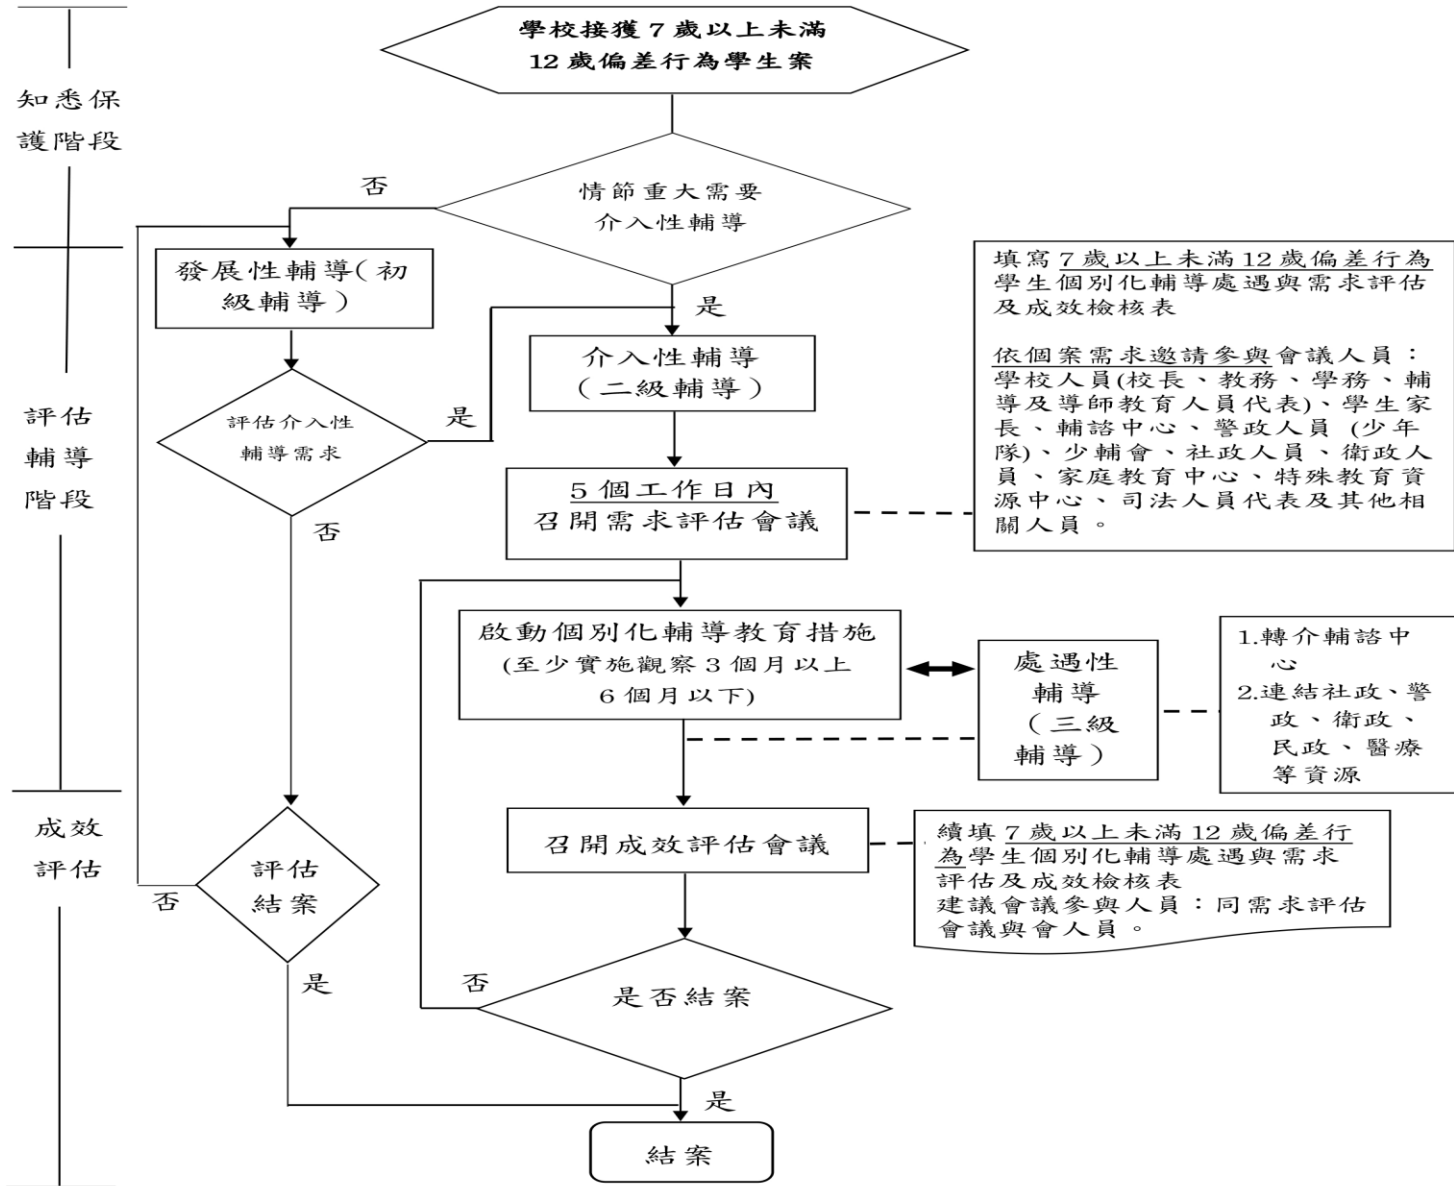 學校接獲 7 歲以上未滿
12 歲偏差行為學生案
知悉保
護階段
否
情節重大需要
介入性輔導
發展性輔導(初
級輔導)
是
填寫 7 歲以上未滿 12 歲偏差行為
學生個別化輔導處遇與需求評估
及成效檢核表
依個案需求邀請參與會議人員：
學校人員(校長、教務、學務、輔
導及導師教育人員代表)、學生家
長、輔諮中心、警政人員 (少年
隊)、少輔會、社政人員、衛政人
員、家庭教育中心、特殊教育資
源中心、司法人員代表及其他相
關人員。
介入性輔導
(二級輔導)
評估
輔導
階段
評估介入性
輔導需求
是
否
5 個工作日內
召開需求評估會議
啟動個別化輔導教育措施
(至少實施觀察 3 個月以上
6 個月以下)
處遇性
輔導
(三級
輔導)
1.轉介輔諮中
心
2.連結社政、警
政、衛政、
民政、醫療
等資源
成效
評估
召開成效評估會議
續填 7 歲以上未滿 12 歲偏差行
為學生個別化輔導處遇與需求
評估及成效檢核表
建議會議參與人員：同需求評估
會議與會人員。
評估
結案
否
是
否
是否結案
是
結案